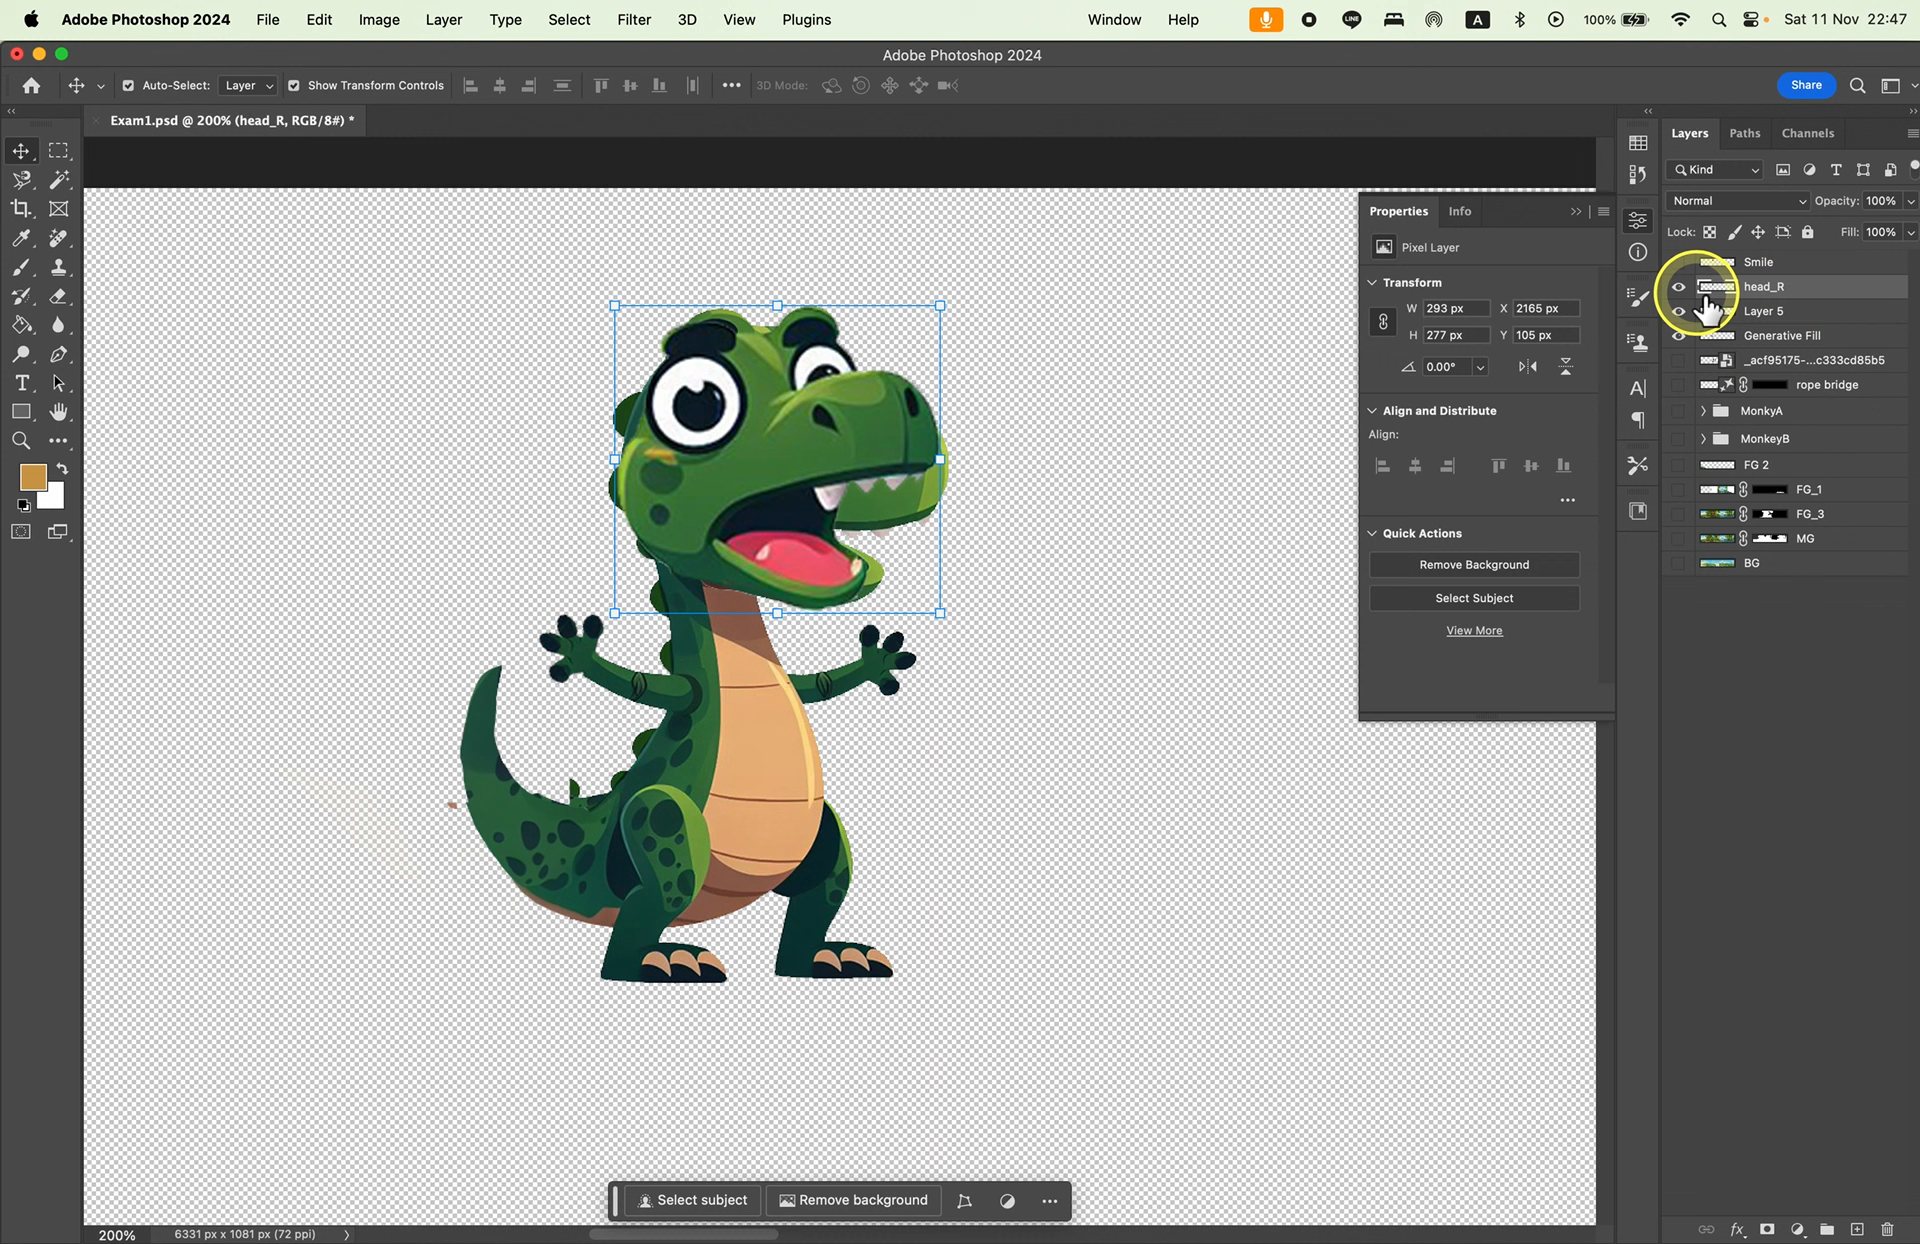 Adobe Photoshop 2024 File Edit Image Layer Type Select Filter 3D View Plugins Window Help LINE A 100% Sat 11 Nov 22:47
Adobe Photoshop 2024
Auto-Select: Layer Show Transform Controls 3D Mode: Share
Exam1.psd @ 200% (head_R, RGB/8#) *
Layers Paths Channels
Kind
Normal Opacity: 100%
Lock: Fill: 100%
Smile
head_R
Layer 5
Generative Fill
_acf95175-...c333cd85b5
rope bridge
MonkyA
MonkeyB
FG 2
FG_1
FG_3
MG
BG
Properties Info
Pixel Layer
Transform
W 293 px X 2165 px
H 277 px Y 105 px
0.00°
Align and Distribute
Align:
Quick Actions
Remove Background
Select Subject
View More
Select subject Remove background
200% 6331 px x 1081 px (72 ppi)